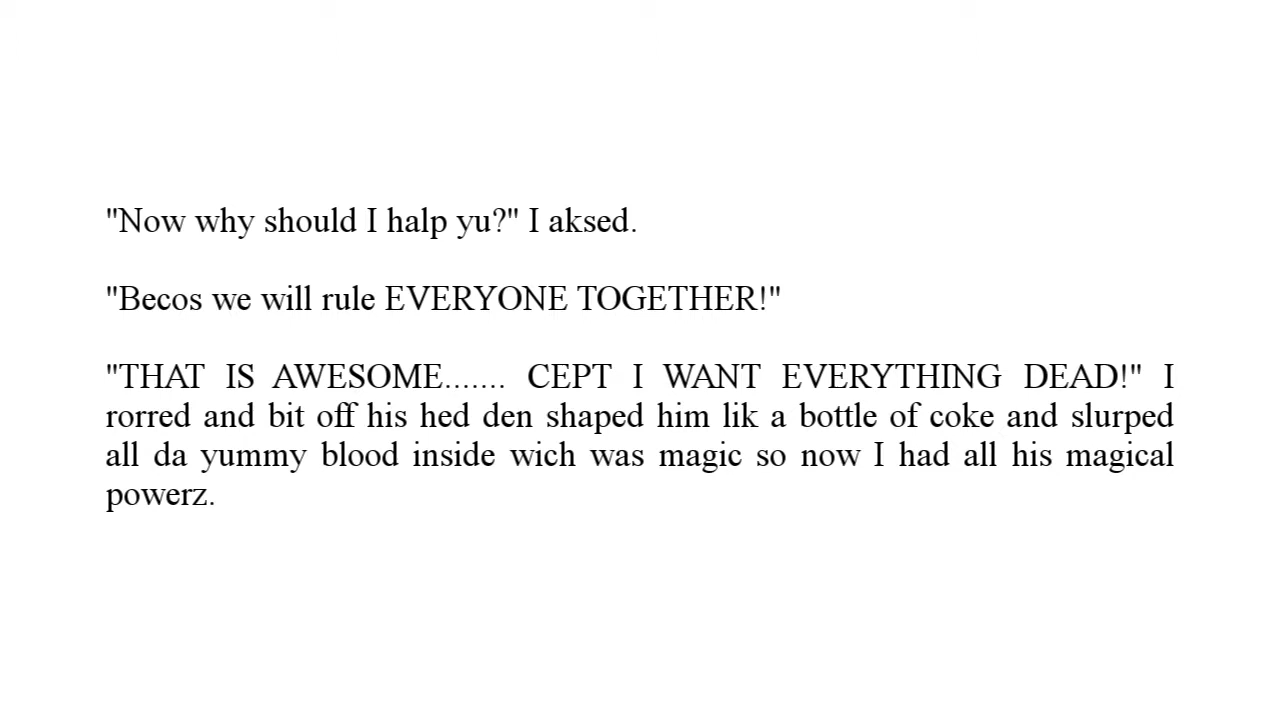 "Now why should I halp yu?" I aksed.
"Becos we will rule EVERYONE TOGETHER!"
"THAT IS AWESOME....... CEPT I WANT EVERYTHING DEAD!" I
rorred and bit off his hed den shaped him lik a bottle of coke and slurped
all da yummy blood inside wich was magic so now I had all his magical
powerz.